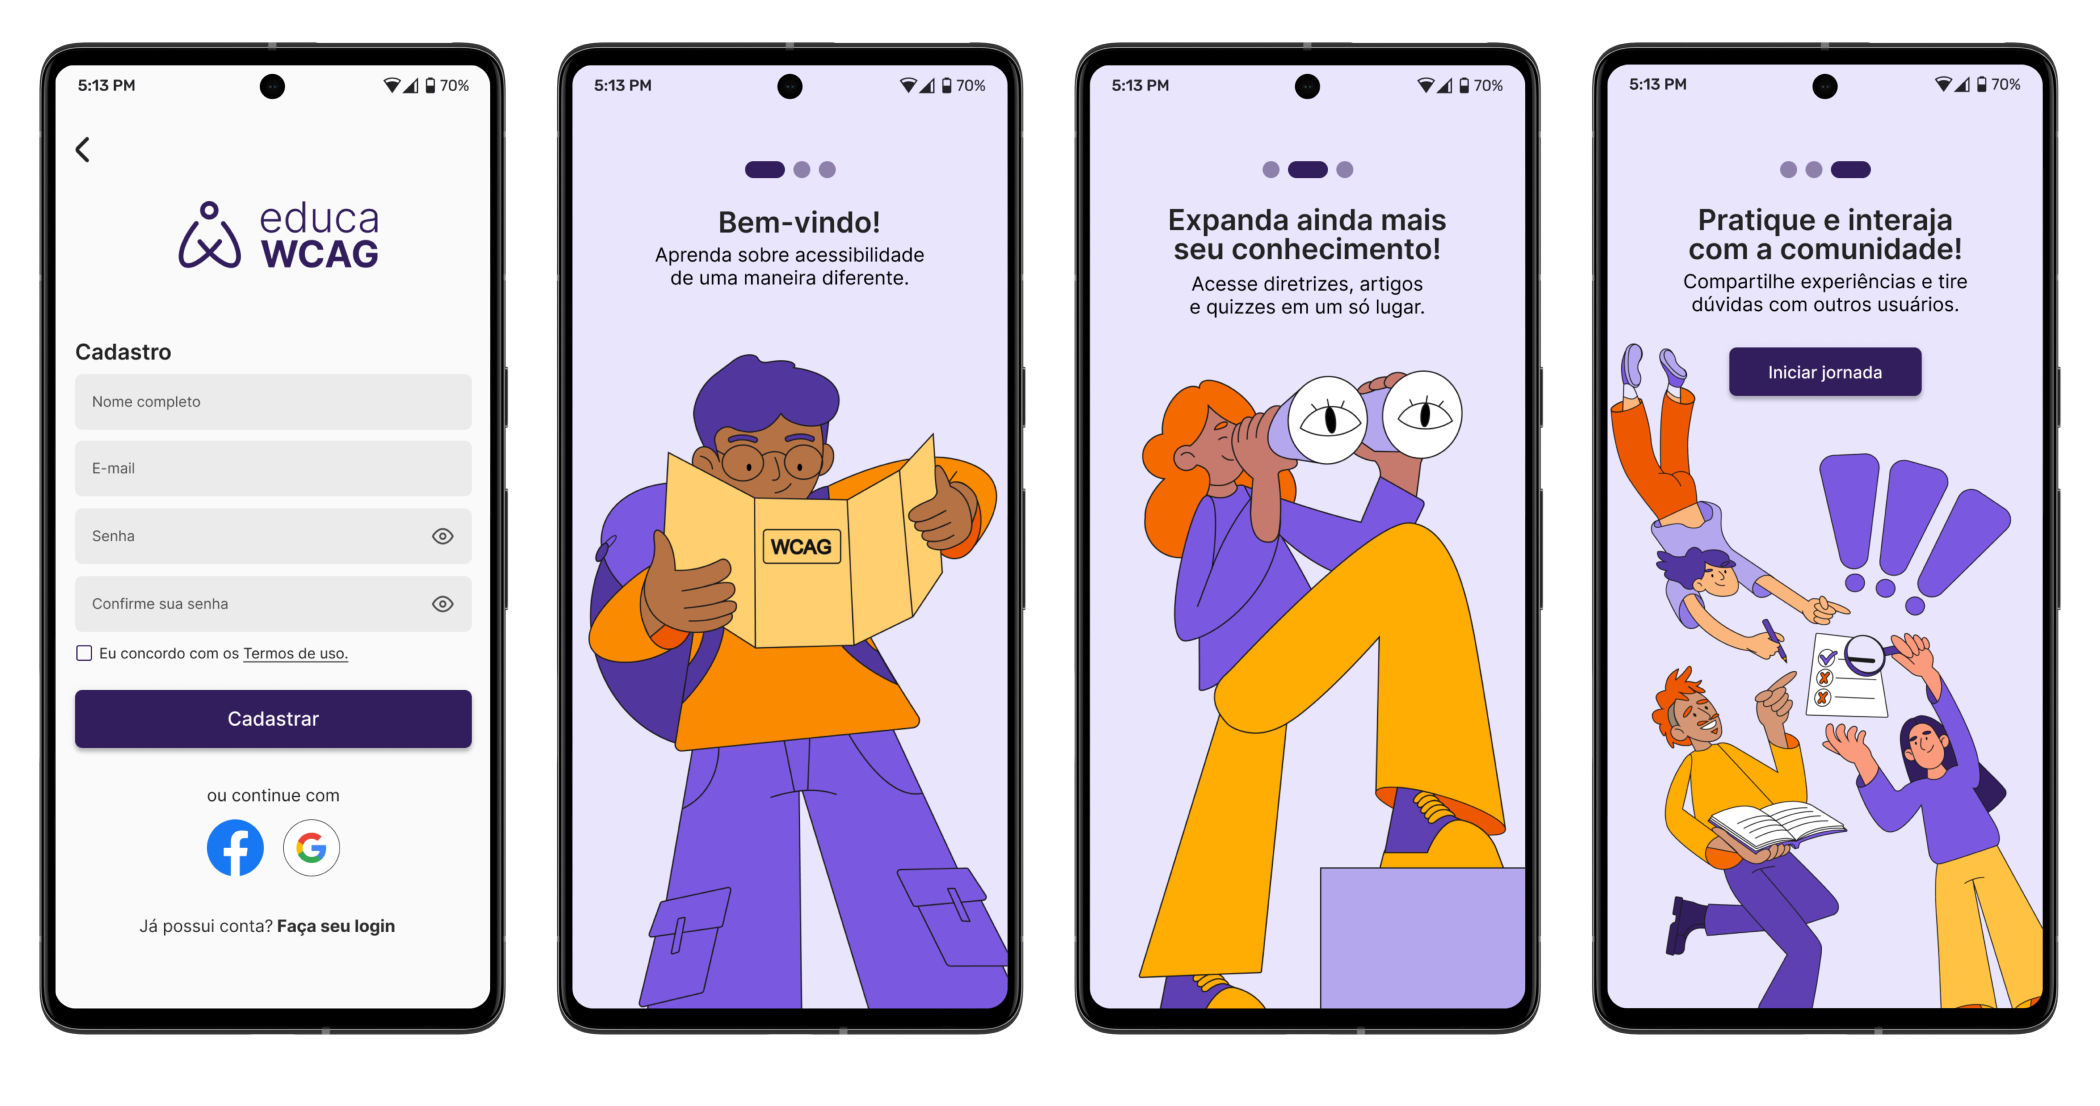 5:13 PM
70%
educa
WCAG
Cadastro
Nome completo
E-mail
Senha
Confirme sua senha
Eu concordo com os Termos de uso.
Cadastrar
ou continue com
Já possui conta? Faça seu login
5:13 PM
70%
Bem-vindo!
Aprenda sobre acessibilidade
de uma maneira diferente.
WCAG
5:13 PM
70%
Expanda ainda mais
seu conhecimento!
Acesse diretrizes, artigos
e quizzes em um só lugar.
5:13 PM
70%
Pratique e interaja
com a comunidade!
Compartilhe experiências e tire
dúvidas com outros usuários.
Iniciar jornada